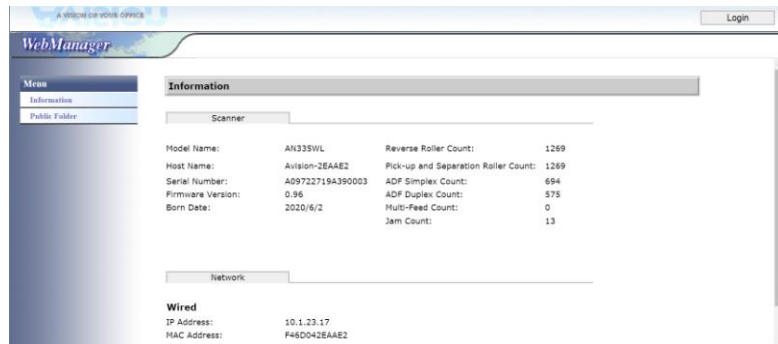 A VISION OF YOUR OFFICE
Login
WebManager
Menu
Information
Public Folder
Information
Scanner
Model Name: AN335WL Reverse Roller Count: 1269
Host Name: Avision-2EAAE2 Pick-up and Separation Roller Count: 1269
Serial Number: A09722719A390003 ADF Simplex Count: 694
Firmware Version: 0.96 ADF Duplex Count: 575
Born Date: 2020/6/2 Multi-Feed Count: 0
Jam Count: 13
Network
Wired
IP Address: 10.1.23.17
MAC Address: F46D042EAAE2